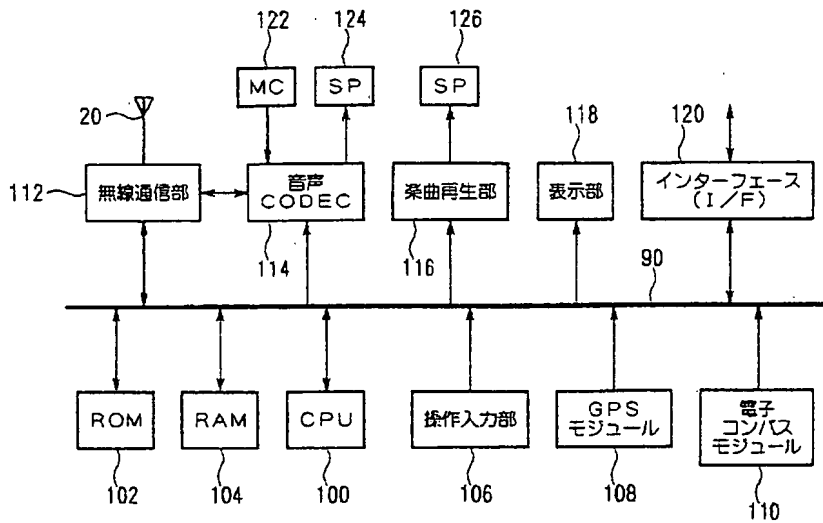 122
124
126
MC
SP
SP
20
118
120
112
無線通信部
音声
CODEC
楽曲再生部
表示部
インターフェース
(I/F)
114
116
90
ROM
RAM
CPU
操作入力部
GPS
モジュール
電子
コンパス
モジュール
102
104
100
106
108
110